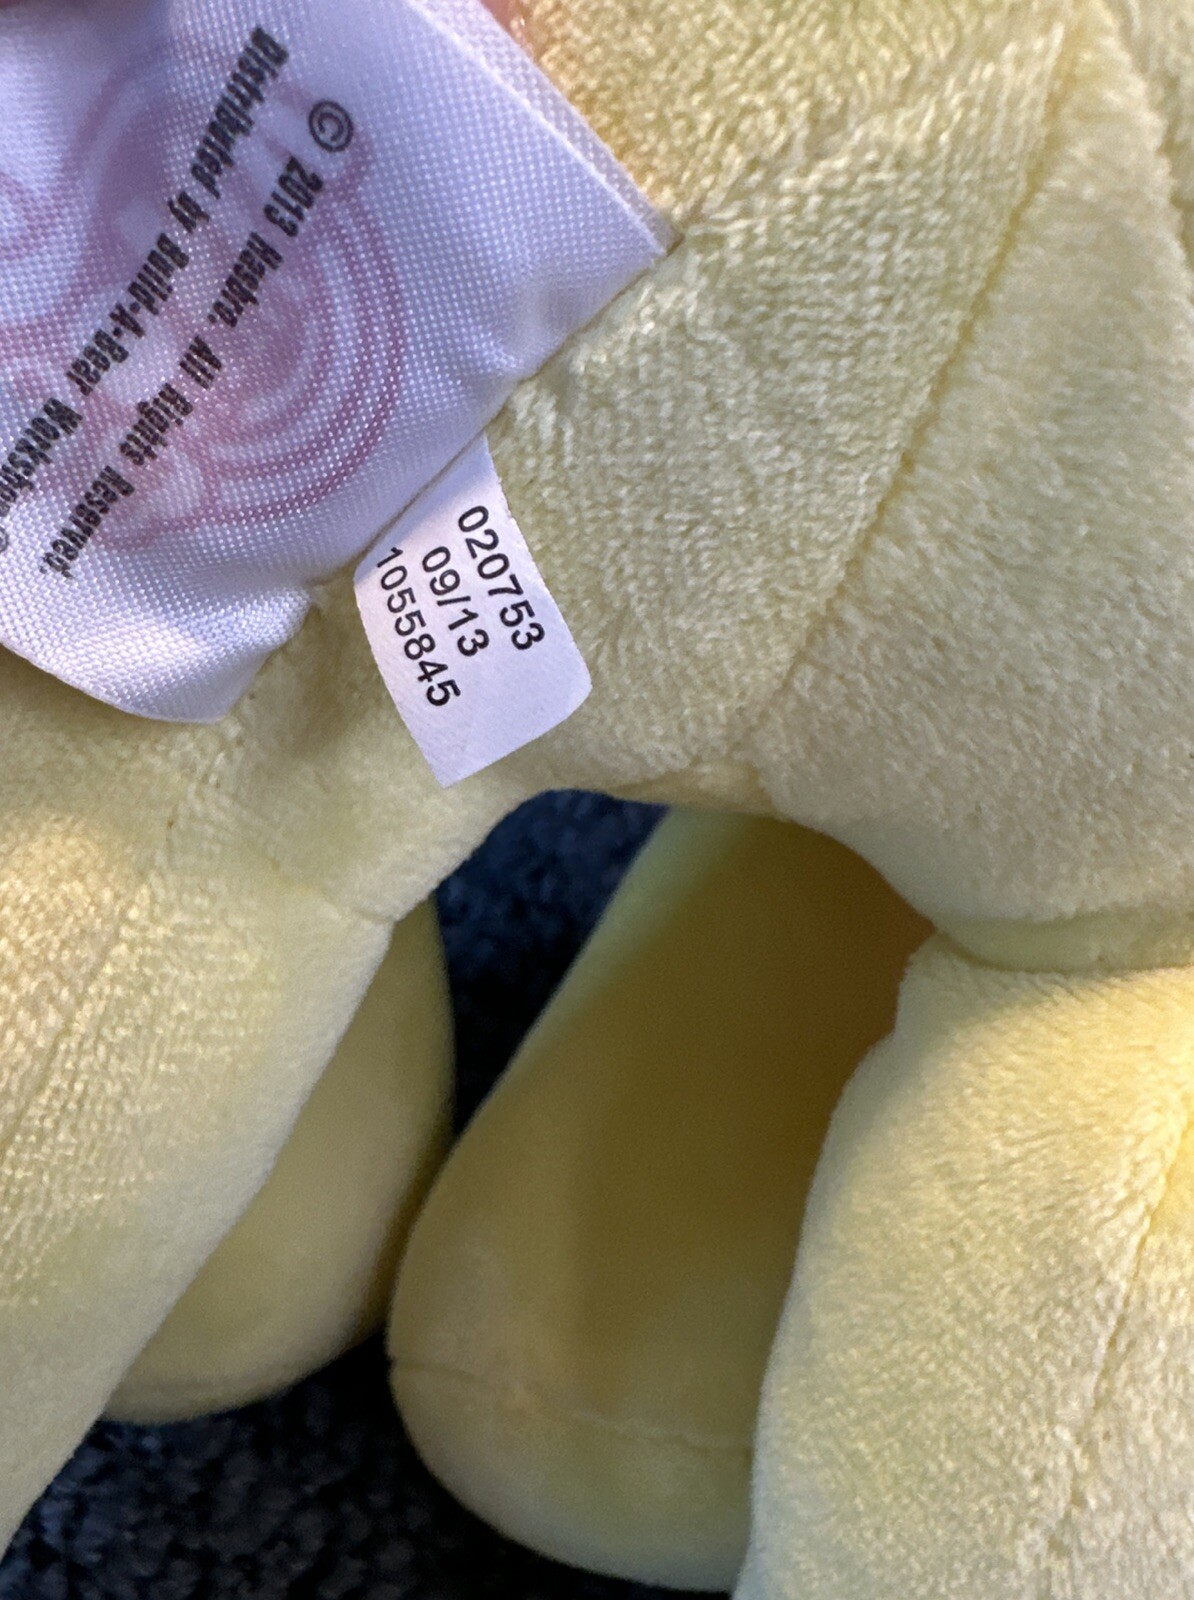 © 2013 Hasbro. All Rights Reserved.
Distributed by Build-A-Bear Workshop
020753
09/13
1055845